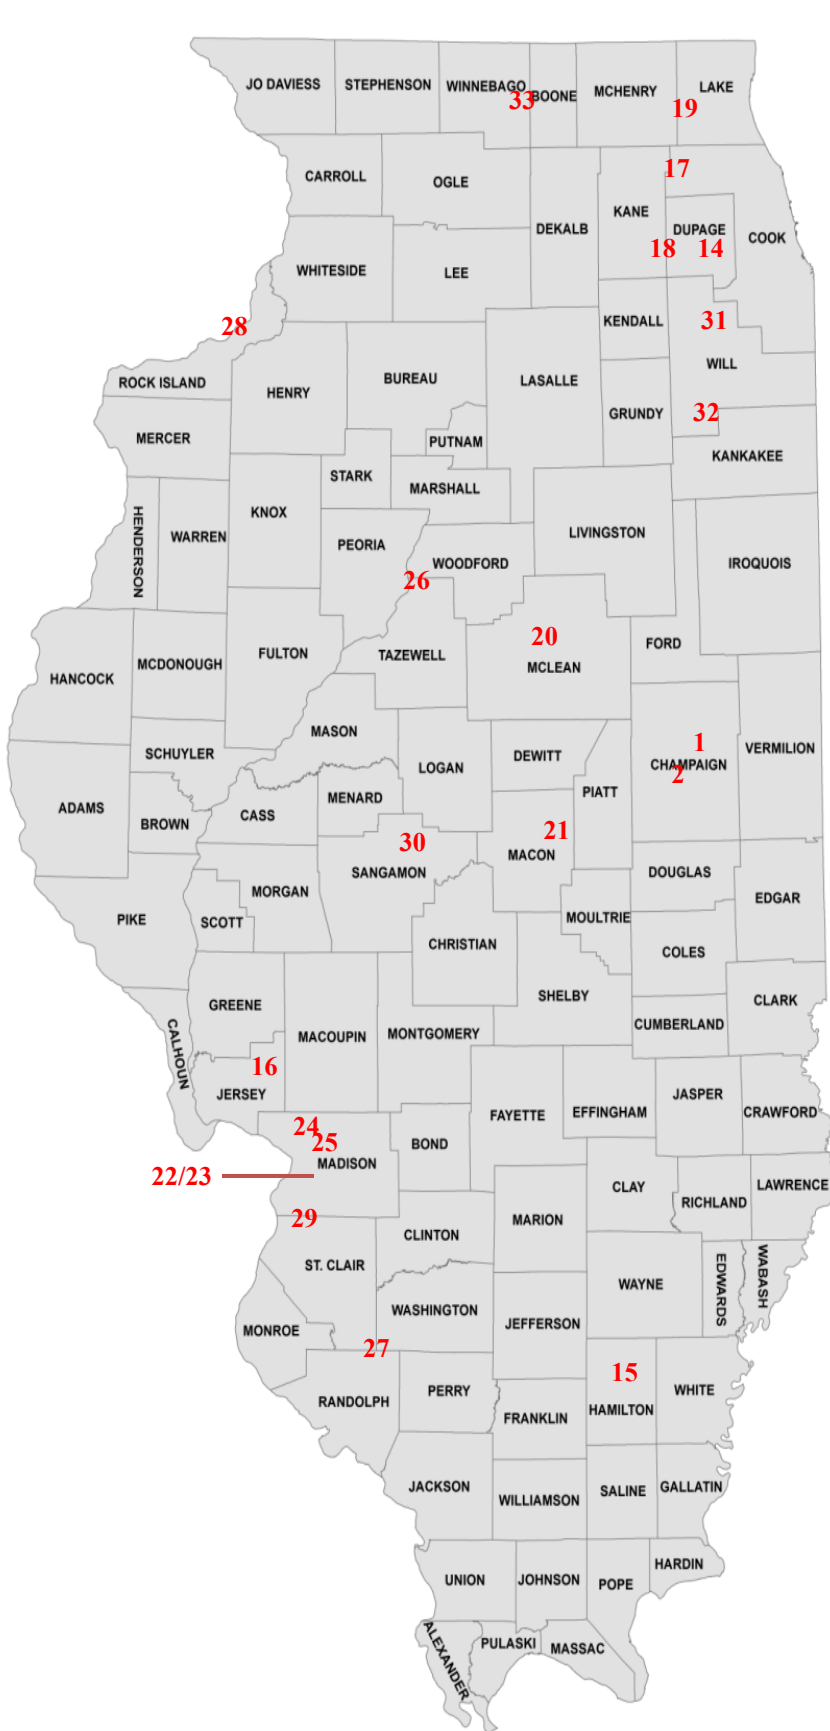 JO DAVIESS
STEPHENSON
WINNEBAGO
33
BOONE
MCHENRY
19
LAKE
CARROLL
OGLE
DEKALB
KANE
17
DUPAGE
18
14
COOK
WHITESIDE
LEE
28
KENDALL
31
ROCK ISLAND
HENRY
BUREAU
LASALLE
WILL
MERCER
PUTNAM
GRUNDY
32
KANKAKEE
HENDERSON
WARREN
KNOX
STARK
MARSHALL
PEORIA
WOODFORD
26
LIVINGSTON
IROQUOIS
HANCOCK
MCDONOUGH
FULTON
TAZEWELL
20
MCLEAN
FORD
SCHUYLER
MASON
LOGAN
DEWITT
PIATT
1
CHAMPAIGN
2
VERMILION
ADAMS
BROWN
CASS
MENARD
30
SANGAMON
21
MACON
DOUGLAS
EDGAR
PIKE
SCOTT
MORGAN
CHRISTIAN
MOULTRIE
COLES
CALHOUN
GREENE
MACOUPIN
MONTGOMERY
SHELBY
CUMBERLAND
CLARK
16
JERSEY
24
25
MADISON
22/23
BOND
FAYETTE
EFFINGHAM
JASPER
CRAWFORD
29
ST. CLAIR
CLINTON
MARION
CLAY
RICHLAND
LAWRENCE
MONROE
WASHINGTON
JEFFERSON
WAYNE
EDWARDS
WABASH
27
RANDOLPH
PERRY
FRANKLIN
15
HAMILTON
WHITE
JACKSON
WILLIAMSON
SALINE
GALLATIN
UNION
JOHNSON
POPE
HARDIN
ALEXANDER
PULASKI
MASSAC